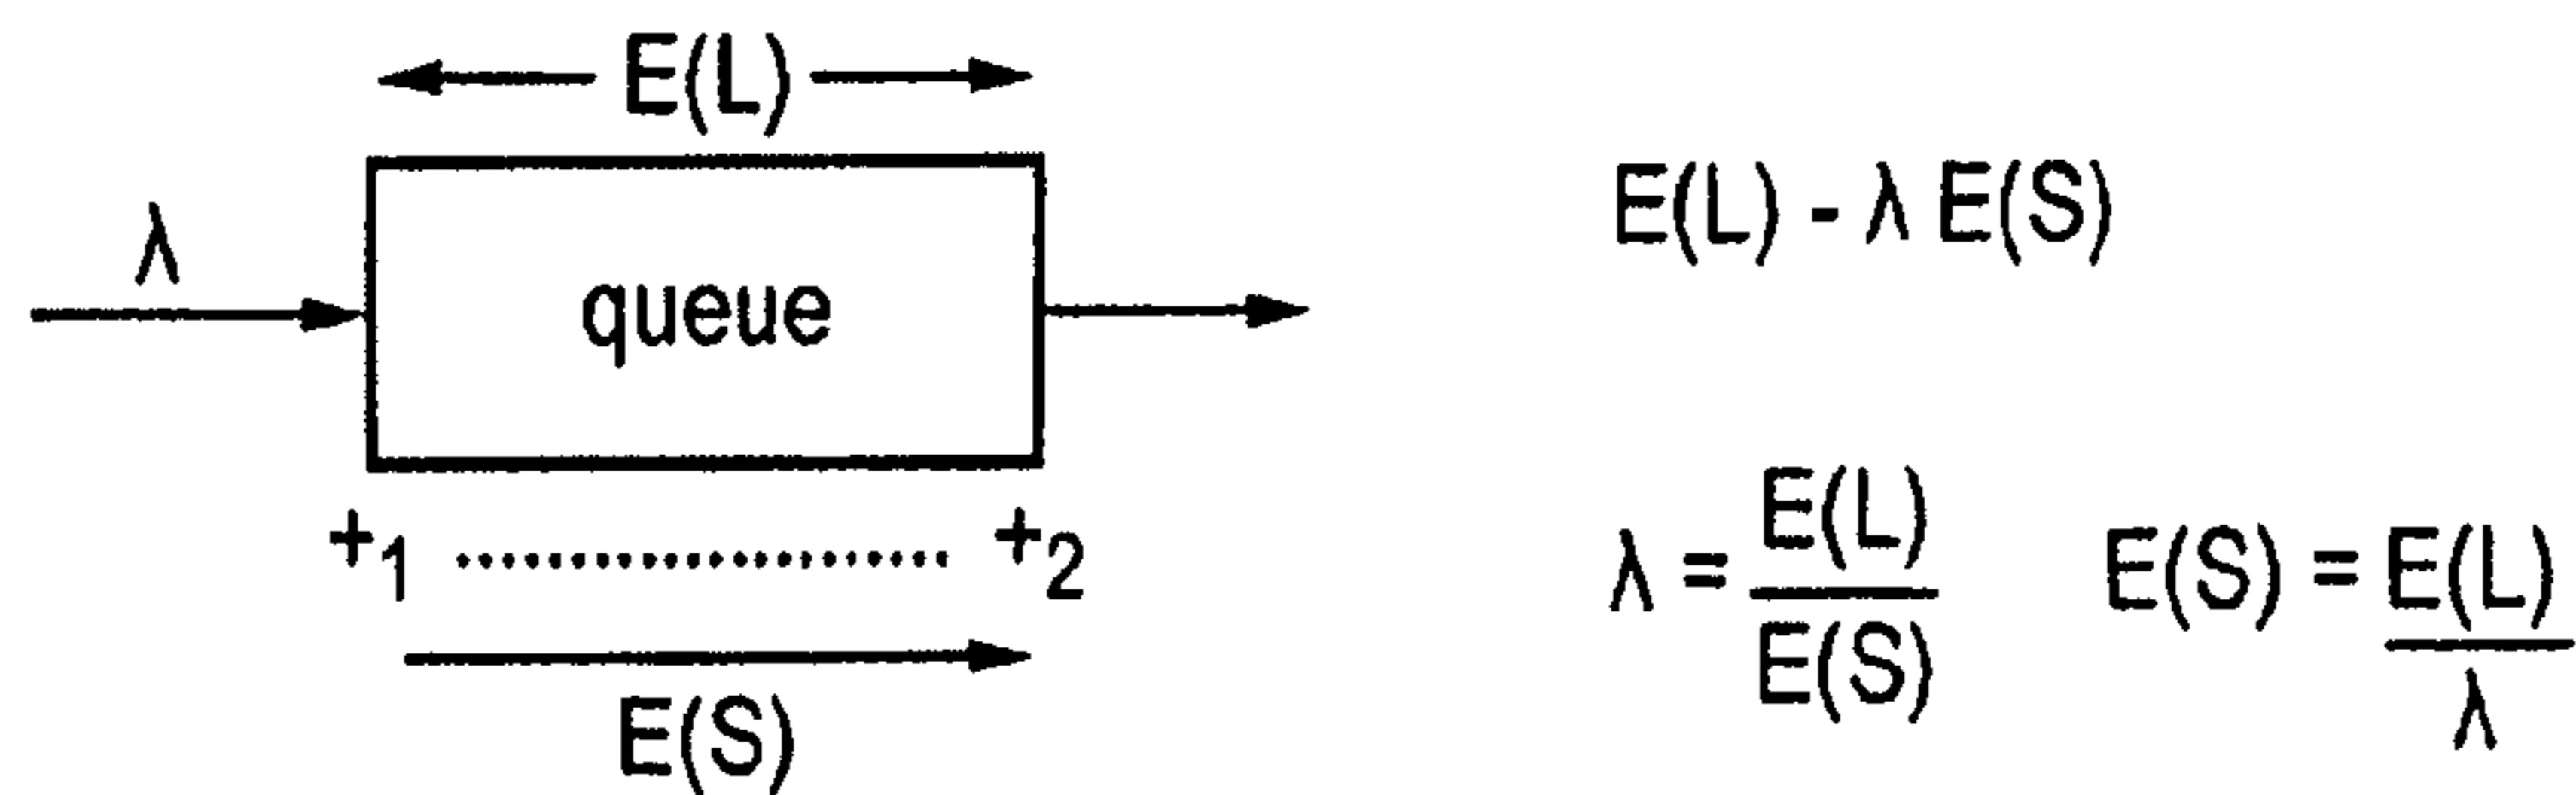 E(L)
λ
queue
+1 .................... +2
E(S)
E(L) - λ E(S)
λ = E(L)/E(S)
E(S) = E(L)/λ